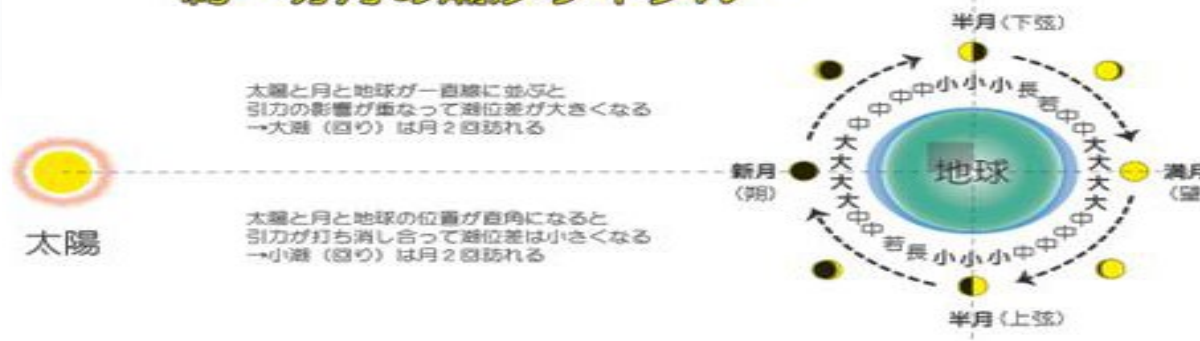 太陽と月と地球が一直線に並ぶと
引力の影響が重なって潮位差が大きくなる
→大潮（回り）は月２回訪れる
太陽
太陽と月と地球の位置が直角になると
引力が打ち消し合って潮位差は小さくなる
→小潮（回り）は月２回訪れる
半月（下弦）
新月
（朔）
中中中中小小小長若中中
大大大大
大大大大
地球
満月
（望
中中若長小小小中中中中
半月（上弦）